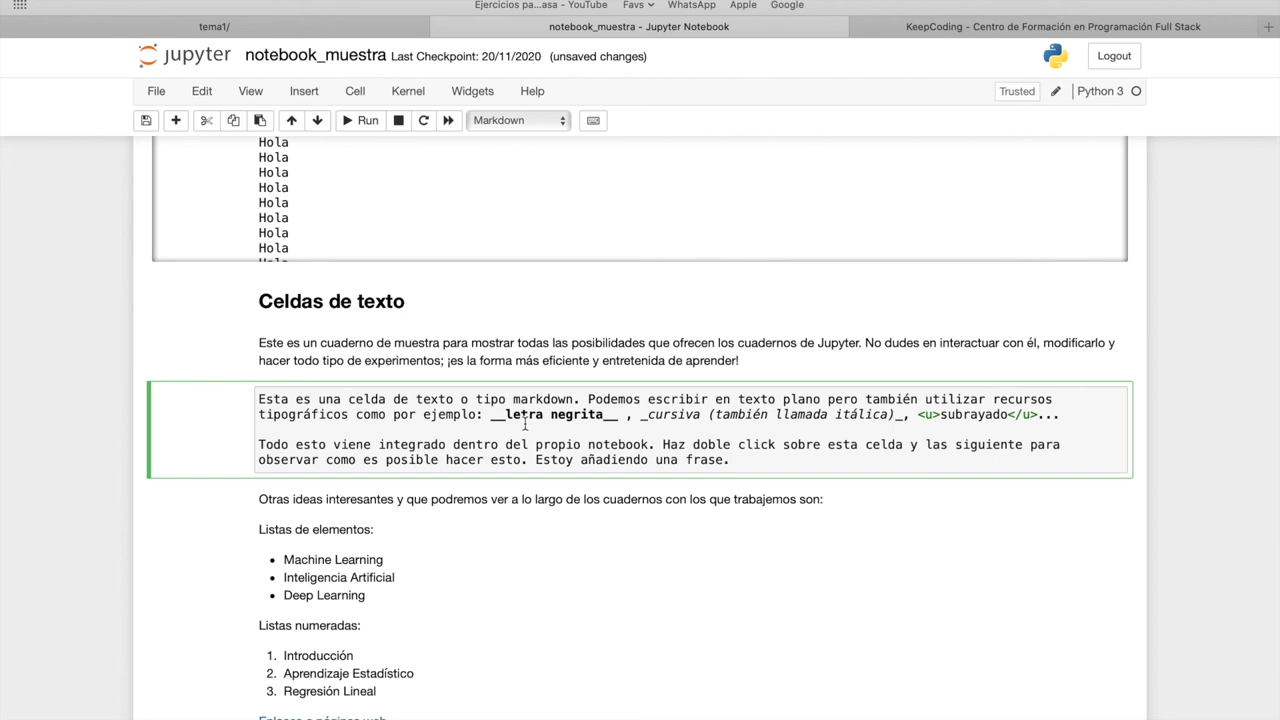 Ejercicios pa...asa - YouTube Favs WhatsApp Apple Google
tema1/ notebook_muestra - Jupyter Notebook KeepCoding - Centro de Formación en Programación Full Stack
jupyter notebook_muestra Last Checkpoint: 20/11/2020 (unsaved changes) Logout
File Edit View Insert Cell Kernel Widgets Help Trusted Python 3
Run Markdown
Hola
Hola
Hola
Hola
Hola
Hola
Hola
Hola
Hola
Celdas de texto
Este es un cuaderno de muestra para mostrar todas las posibilidades que ofrecen los cuadernos de Jupyter. No dudes en interactuar con él, modificarlo y
hacer todo tipo de experimentos; ¡es la forma más eficiente y entretenida de aprender!
Esta es una celda de texto o tipo markdown. Podemos escribir en texto plano pero también utilizar recursos
tipográficos como por ejemplo: __letra negrita__ , _cursiva (también llamada itálica)_, <u>subrayado</u>...
Todo esto viene integrado dentro del propio notebook. Haz doble click sobre esta celda y las siguiente para
observar como es posible hacer esto. Estoy añadiendo una frase.
Otras ideas interesantes y que podremos ver a lo largo de los cuadernos con los que trabajemos son:
Listas de elementos:
• Machine Learning
• Inteligencia Artificial
• Deep Learning
Listas numeradas:
1. Introducción
2. Aprendizaje Estadístico
3. Regresión Lineal
Enlaces a páginas web